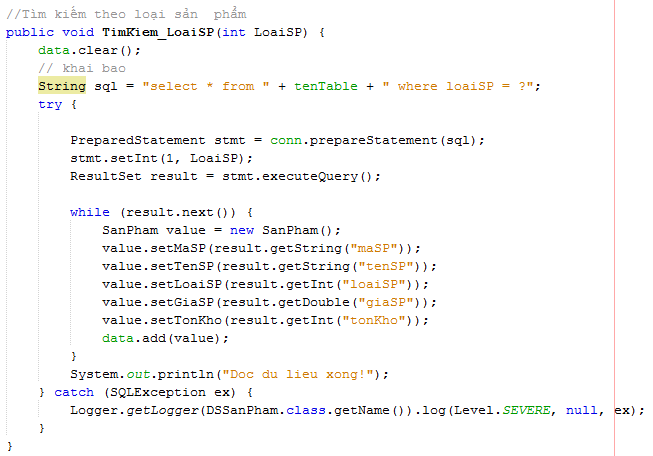 //Tìm kiếm theo loại sản  phẩm
public void TimKiem_LoaiSP(int LoaiSP) {
    data.clear();
    // khai bao
    String sql = "select * from " + tenTable + " where loaiSP = ?";
    try {

        PreparedStatement stmt = conn.prepareStatement(sql);
        stmt.setInt(1, LoaiSP);
        ResultSet result = stmt.executeQuery();

        while (result.next()) {
            SanPham value = new SanPham();
            value.setMaSP(result.getString("maSP"));
            value.setTenSP(result.getString("tenSP"));
            value.setLoaiSP(result.getInt("loaiSP"));
            value.setGiaSP(result.getDouble("giaSP"));
            value.setTonKho(result.getInt("tonKho"));
            data.add(value);
        }
        System.out.println("Doc du lieu xong!");
    } catch (SQLException ex) {
        Logger.getLogger(DSSanPham.class.getName()).log(Level.SEVERE, null, ex);
    }
}